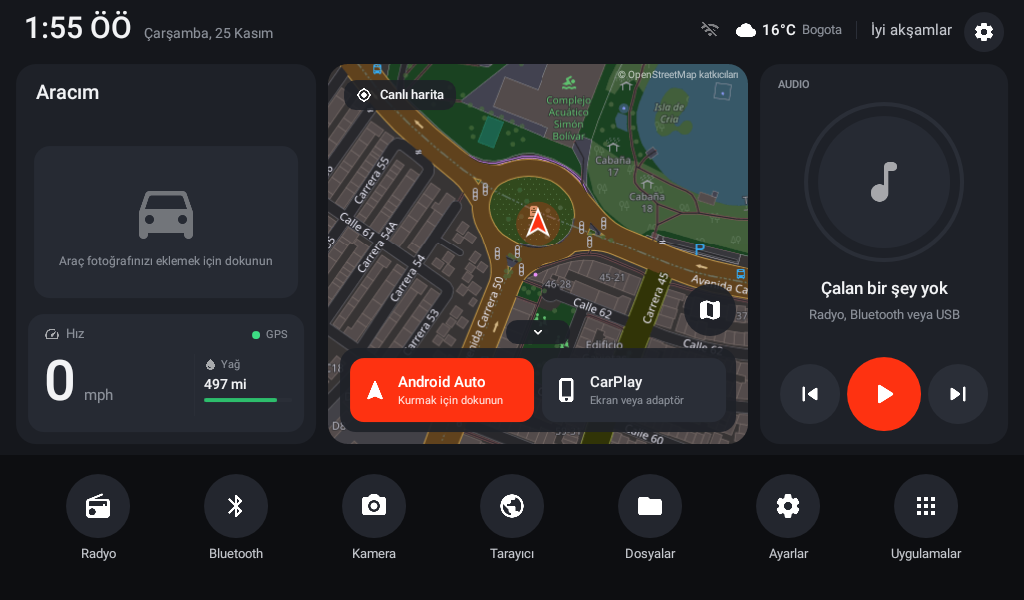 1:55 ÖÖ
Çarşamba, 25 Kasım
16°C Bogota
İyi akşamlar
Aracım
Araç fotoğrafınızı eklemek için dokunun
Hız
GPS
0 mph
Yağ
497 mi
Canlı harita
© OpenStreetMap katkıcıları
Complejo
Acuático
Simón
Bolívar
Isla de
Cría
Cabaña
17
Cabaña
18
Carrera 55
Calle 61
Carrera 54A
Carrera 54
Carrera 53
Carrera 50
Carrera 45
Avenida Ca
46-28
45-21
Calle 62
Edificio
Calle 60
P
Android Auto
Kurmak için dokunun
CarPlay
Ekran veya adaptör
AUDIO
Çalan bir şey yok
Radyo, Bluetooth veya USB
Radyo
Bluetooth
Kamera
Tarayıcı
Dosyalar
Ayarlar
Uygulamalar